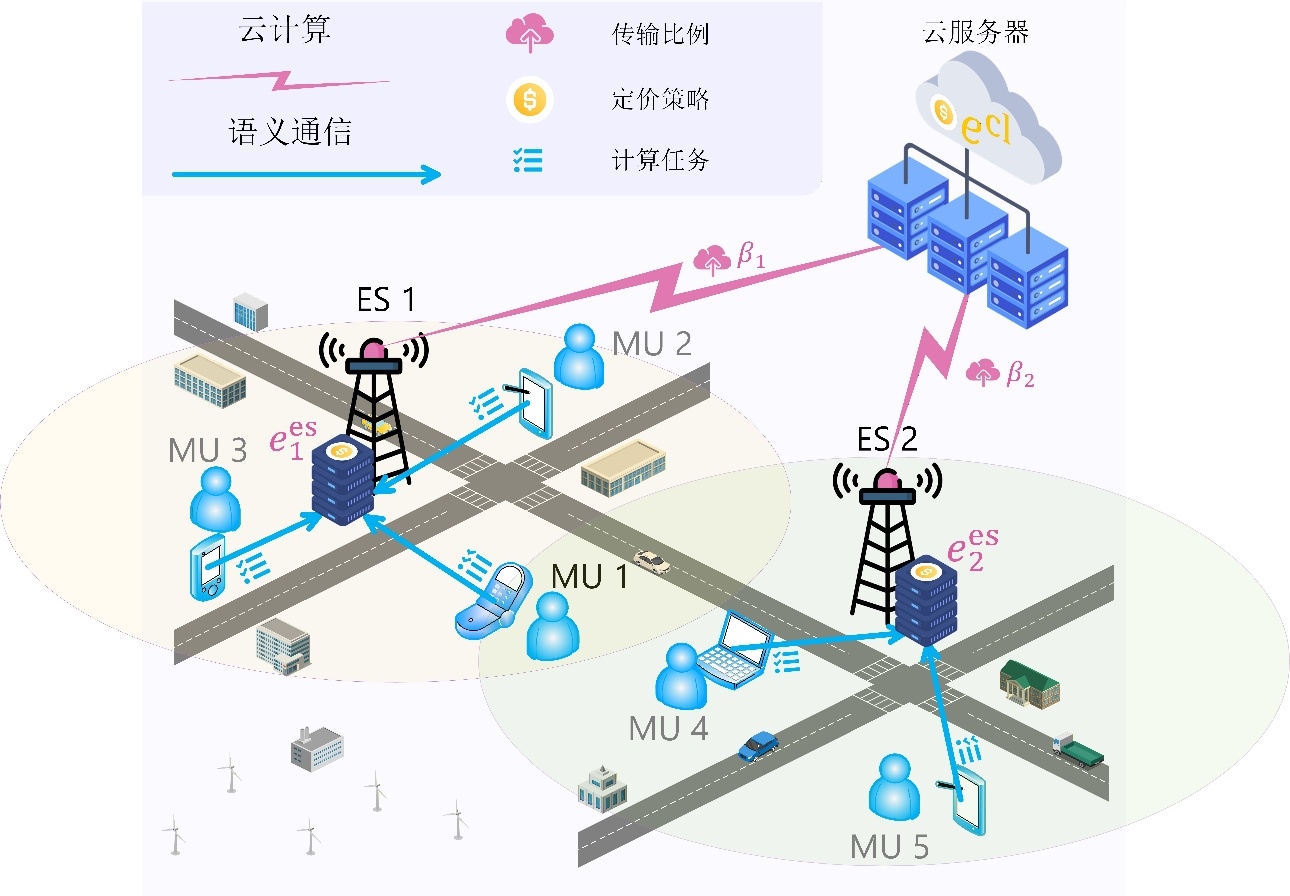 云计算
传输比例
云服务器
定价策略
e^cl
语义通信
计算任务
β₁
ES 1
MU 2
β₂
ES 2
e₁^es
MU 3
e₂^es
MU 1
MU 4
MU 5